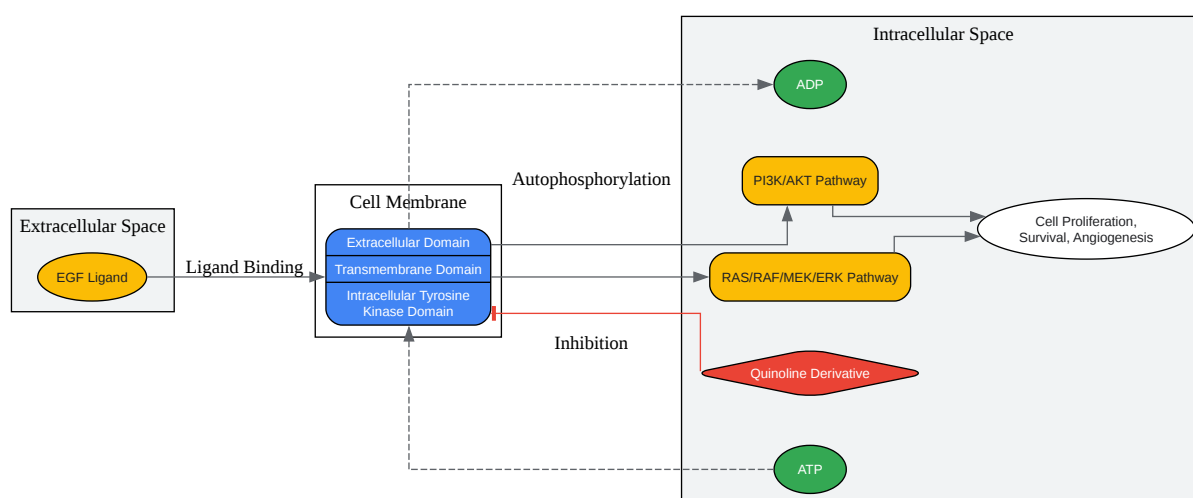 Intracellular Space
ADP
Autophosphorylation
PI3K/AKT Pathway
Cell Membrane
Extracellular Space
Extracellular Domain
Cell Proliferation,
Survival, Angiogenesis
EGF Ligand
Ligand Binding
Transmembrane Domain
RAS/RAF/MEK/ERK Pathway
Intracellular Tyrosine
Kinase Domain
Inhibition
Quinoline Derivative
ATP